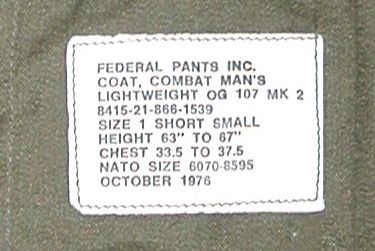 FEDERAL PANTS INC.
COAT, COMBAT MAN'S
LIGHTWEIGHT OG 107 MK 2
8415-21-866-1539
SIZE 1 SHORT SMALL
HEIGHT 63" TO 67"
CHEST 33.5 TO 37.5
NATO SIZE 6070-8595
OCTOBER 1976